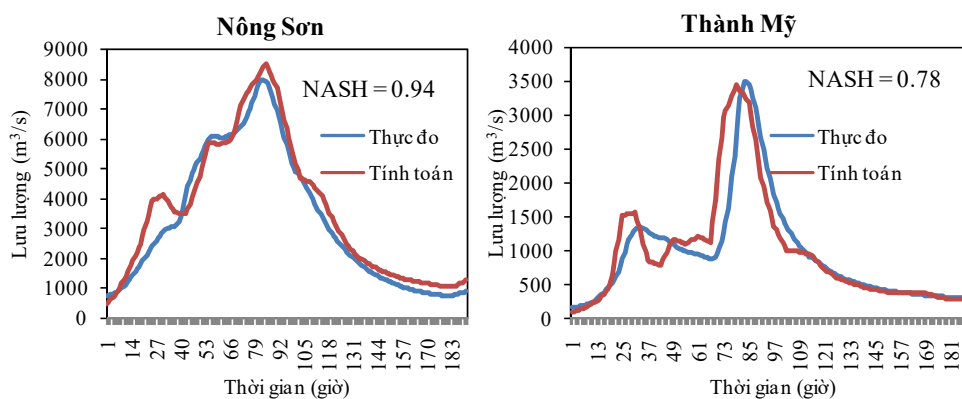 Nông Sơn
Lưu lượng (m³/s)
9000
8000
7000
6000
5000
4000
3000
2000
1000
0
NASH = 0.94
Thực đo
Tính toán
1 14 27 40 53 66 79 92 105 118 131 144 157 170 183
Thời gian (giờ)
Thành Mỹ
Lưu lượng (m³/s)
4000
3500
3000
2500
2000
1500
1000
500
0
NASH = 0.78
Thực đo
Tính toán
1 13 25 37 49 61 73 85 97 109 121 133 145 157 169 181
Thời gian (giờ)